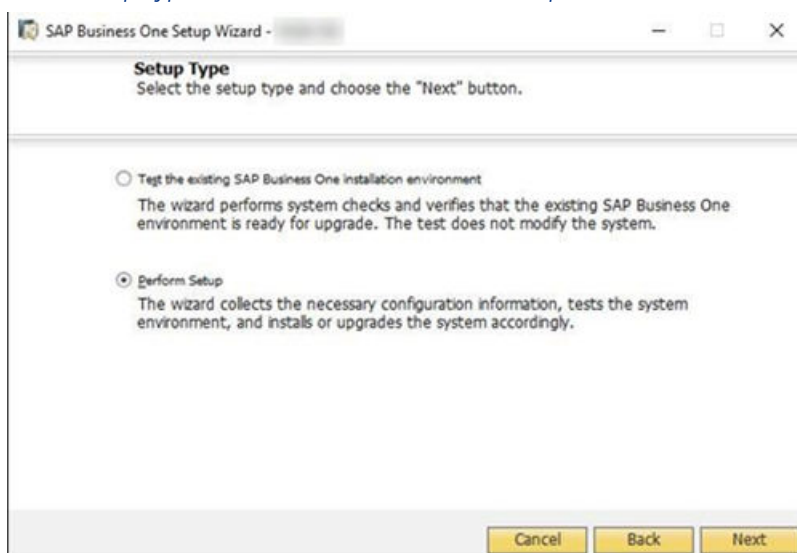 SAP Business One Setup Wizard -
Setup Type
Select the setup type and choose the "Next" button.
Test the existing SAP Business One installation environment
The wizard performs system checks and verifies that the existing SAP Business One
environment is ready for upgrade. The test does not modify the system.
Perform Setup
The wizard collects the necessary configuration information, tests the system
environment, and installs or upgrades the system accordingly.
Cancel Back Next